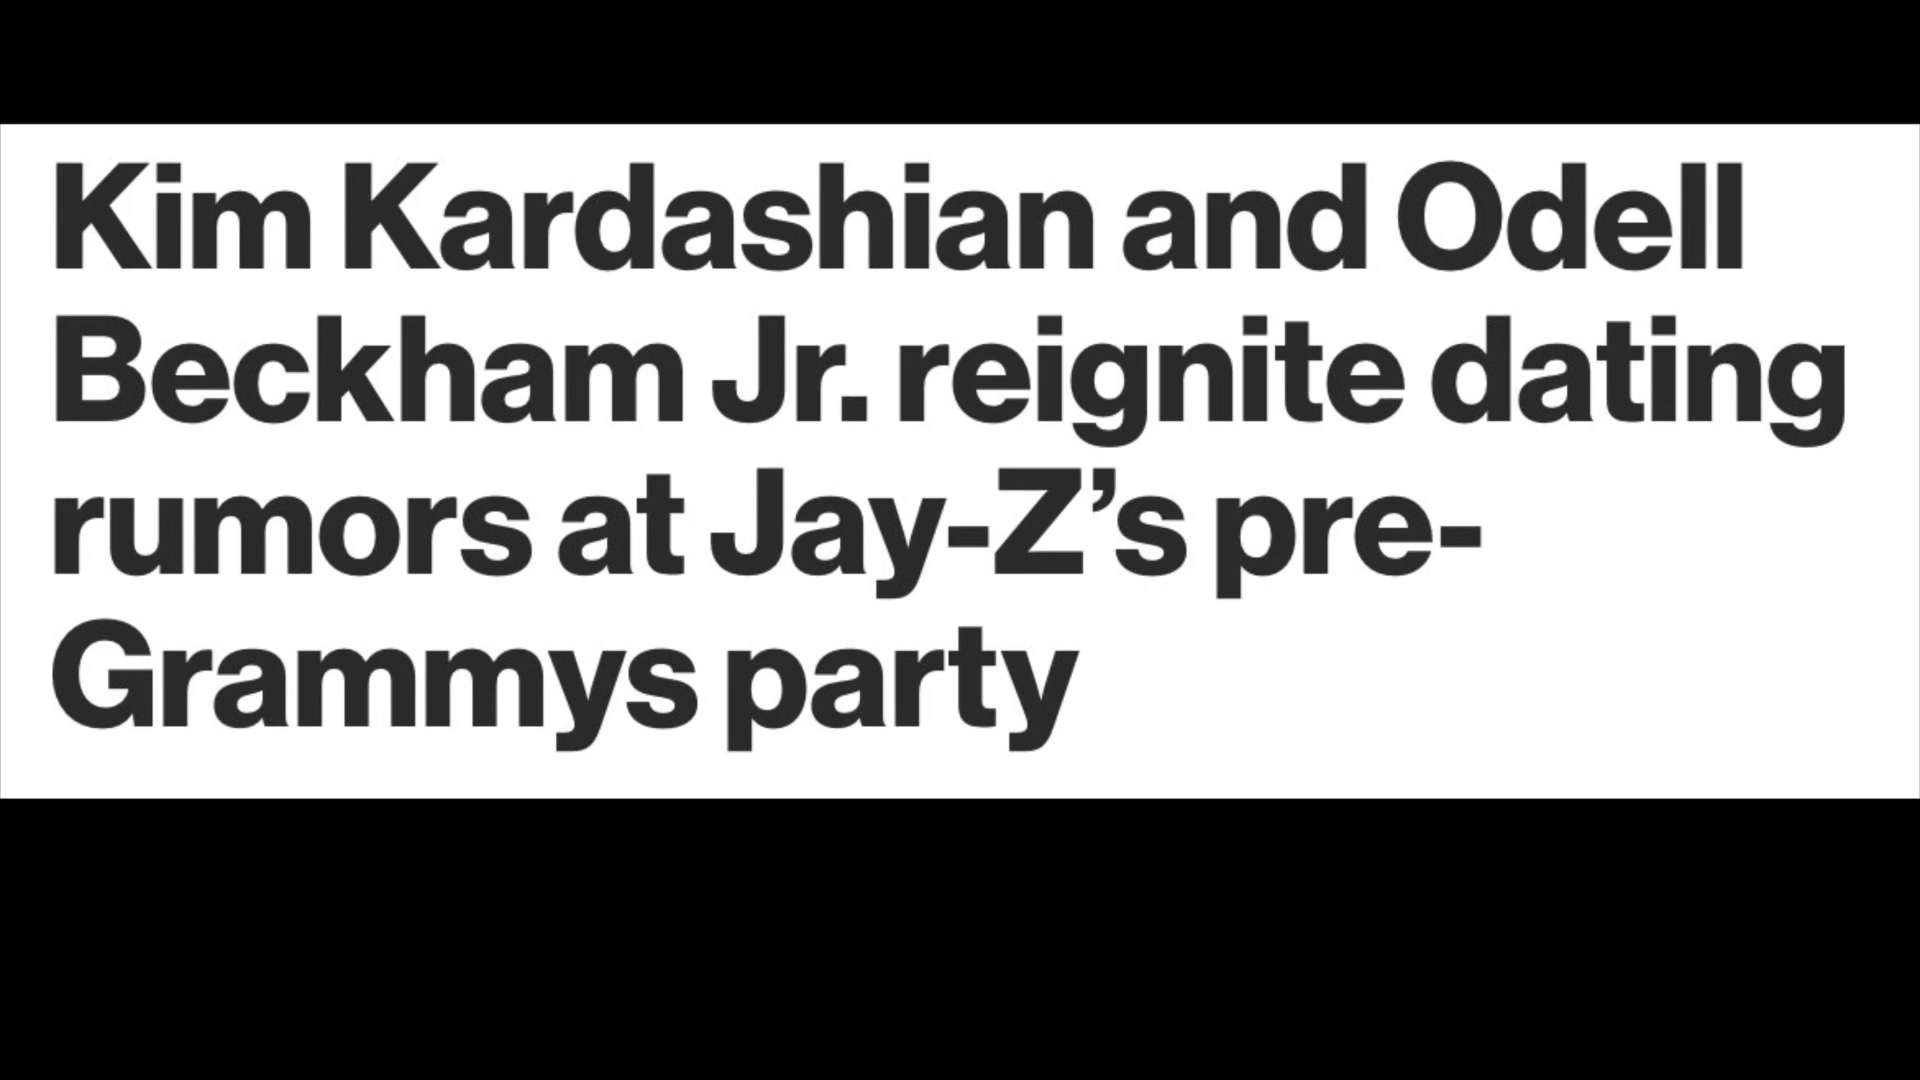 Kim Kardashian and Odell
Beckham Jr. reignite dating
rumors at Jay-Z’s pre-
Grammys party